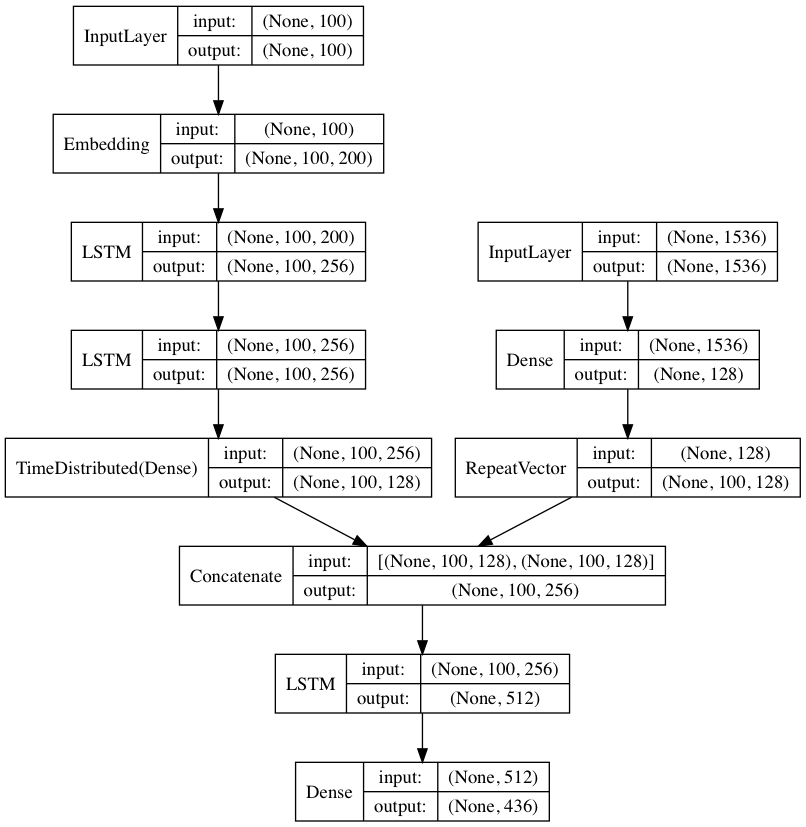 InputLayer
input: (None, 100)
output: (None, 100)
Embedding
input: (None, 100)
output: (None, 100, 200)
LSTM
input: (None, 100, 200)
output: (None, 100, 256)
InputLayer
input: (None, 1536)
output: (None, 1536)
LSTM
input: (None, 100, 256)
output: (None, 100, 256)
Dense
input: (None, 1536)
output: (None, 128)
TimeDistributed(Dense)
input: (None, 100, 256)
output: (None, 100, 128)
RepeatVector
input: (None, 128)
output: (None, 100, 128)
Concatenate
input: [(None, 100, 128), (None, 100, 128)]
output: (None, 100, 256)
LSTM
input: (None, 100, 256)
output: (None, 512)
Dense
input: (None, 512)
output: (None, 436)